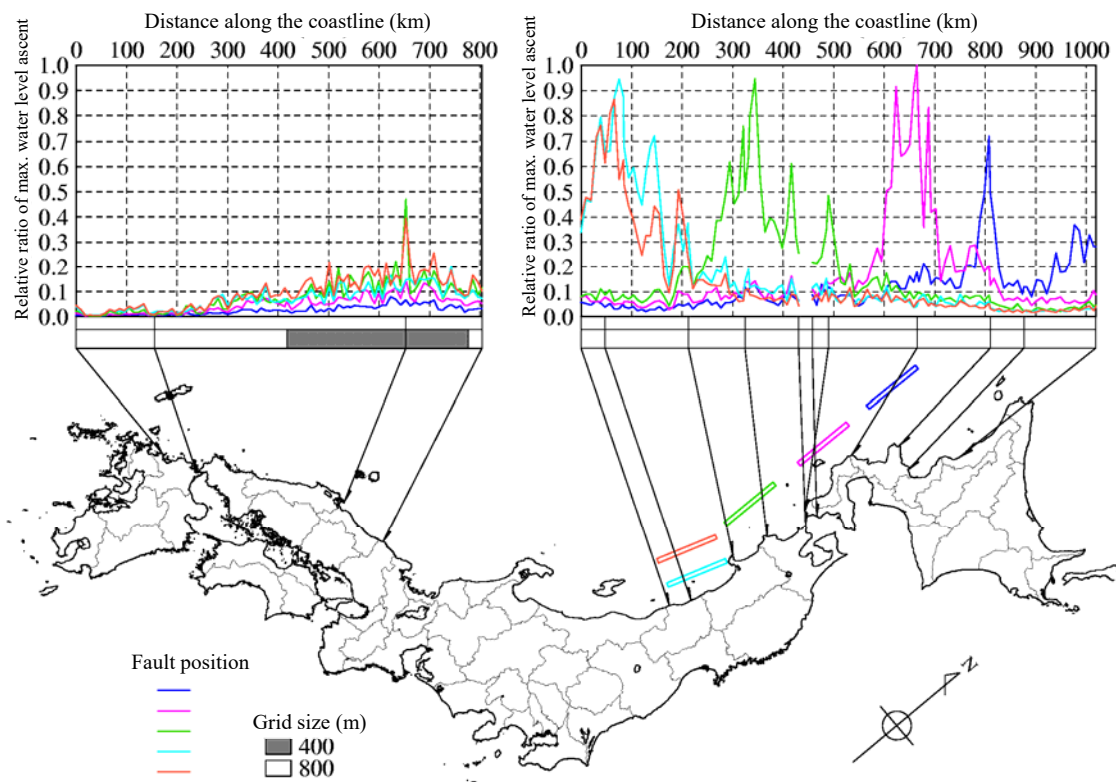 Distance along the coastline (km)
0 100 200 300 400 500 600 700 800
Relative ratio of max. water level ascent
1.0
0.9
0.8
0.7
0.6
0.5
0.4
0.3
0.2
0.1
0.0
Distance along the coastline (km)
0 100 200 300 400 500 600 700 800 900 1000
Relative ratio of max. water level ascent
1.0
0.9
0.8
0.7
0.6
0.5
0.4
0.3
0.2
0.1
0.0
Fault position
Grid size (m)
400
800
N